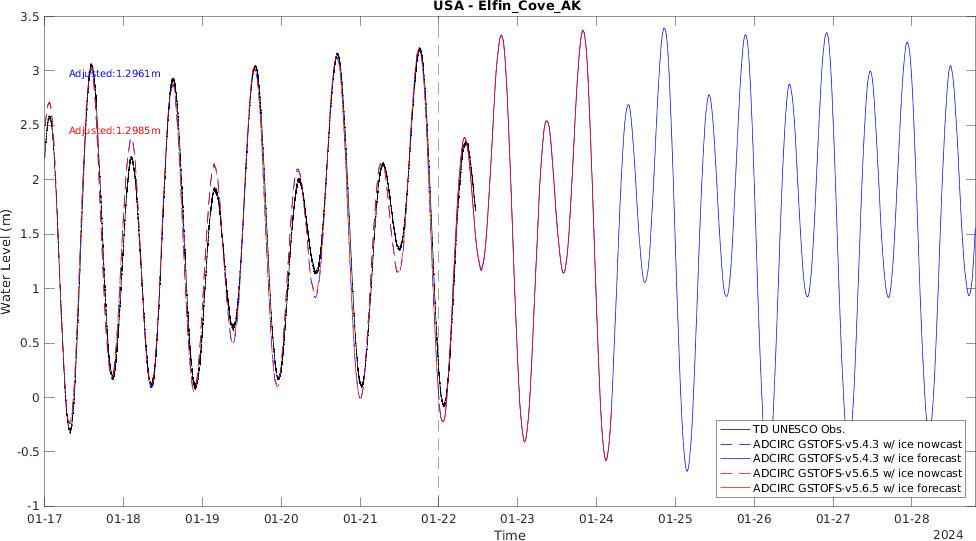 USA - Elfin_Cove_AK
3.5
3
2.5
2
1.5
1
0.5
0
-0.5
-1
Water Level (m)
Adjusted:1.2961m
Adjusted:1.2985m
TD UNESCO Obs.
ADCIRC GSTOFS-v5.4.3 w/ ice nowcast
ADCIRC GSTOFS-v5.4.3 w/ ice forecast
ADCIRC GSTOFS-v5.6.5 w/ ice nowcast
ADCIRC GSTOFS-v5.6.5 w/ ice forecast
01-17 01-18 01-19 01-20 01-21 01-22 01-23 01-24 01-25 01-26 01-27 01-28
Time
2024